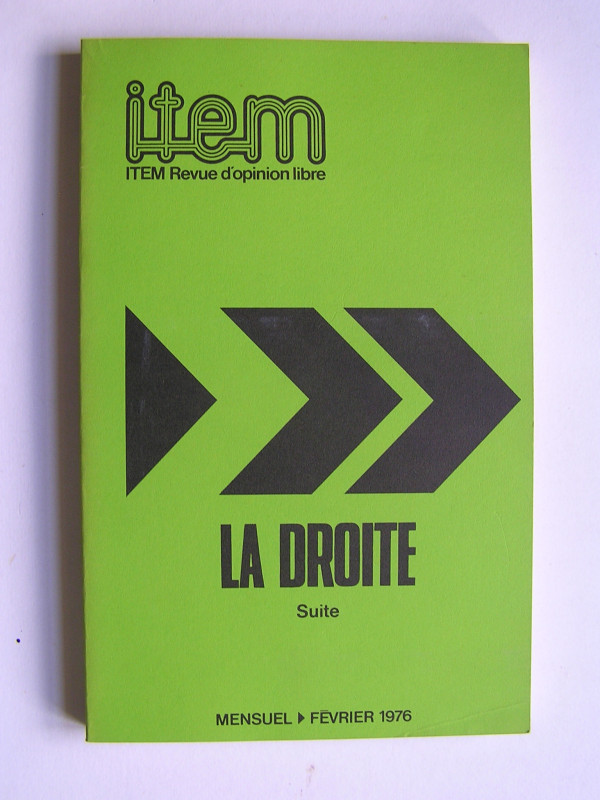 item
ITEM Revue d'opinion libre
LA DROITE
Suite
MENSUEL FÉVRIER 1976